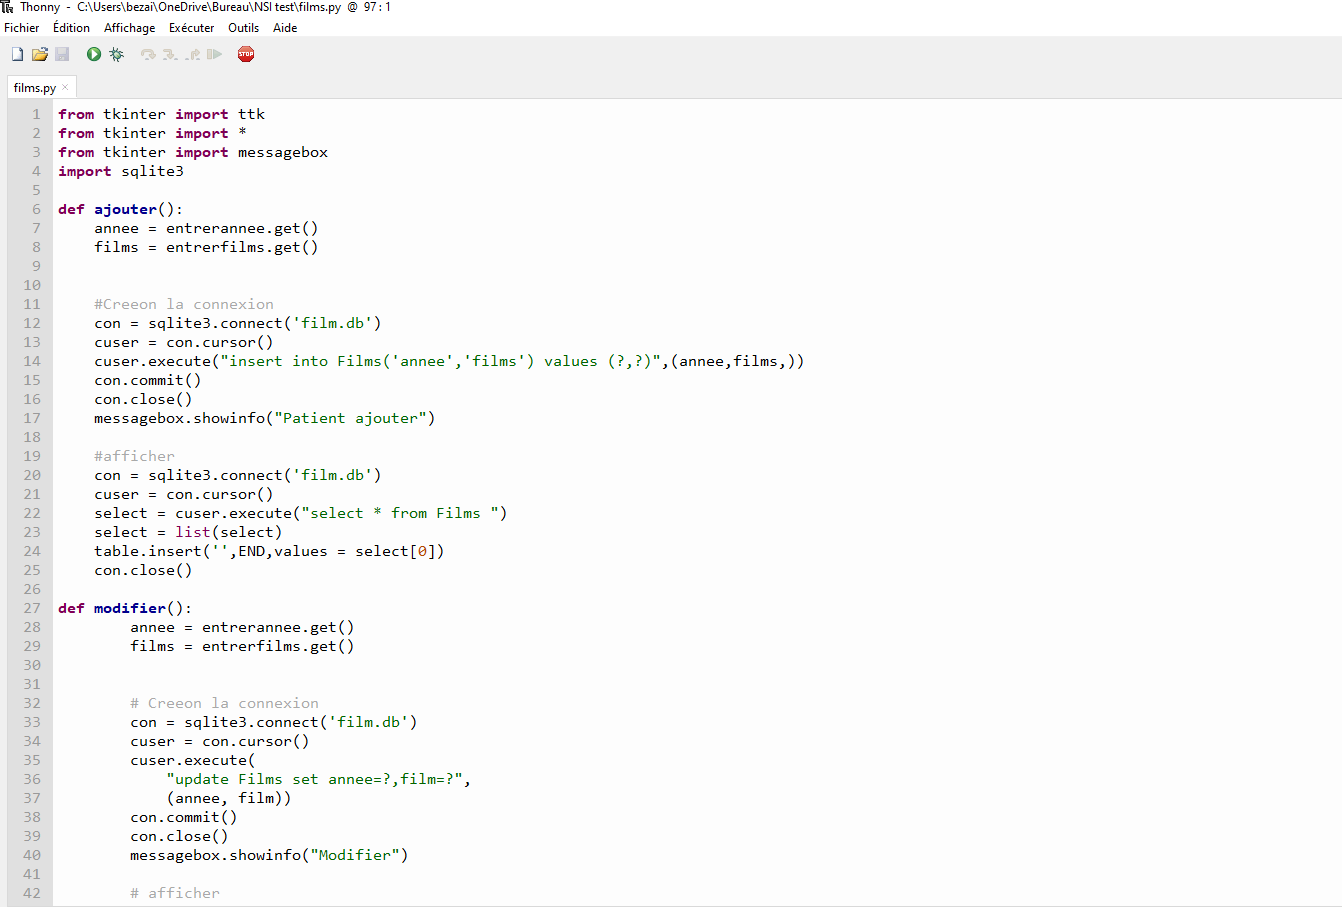 Thonny - C:\Users\bezai\OneDrive\Bureau\NSI test\films.py @ 97 : 1
Fichier Édition Affichage Exécuter Outils Aide
STOP
films.py ×
1 from tkinter import ttk
2 from tkinter import *
3 from tkinter import messagebox
4 import sqlite3
5
6 def ajouter():
7     annee = entrerannee.get()
8     films = entrerfilms.get()
9
10
11     #Creeon la connexion
12     con = sqlite3.connect('film.db')
13     cuser = con.cursor()
14     cuser.execute("insert into Films('annee','films') values (?,?)",(annee,films,))
15     con.commit()
16     con.close()
17     messagebox.showinfo("Patient ajouter")
18
19     #afficher
20     con = sqlite3.connect('film.db')
21     cuser = con.cursor()
22     select = cuser.execute("select * from Films ")
23     select = list(select)
24     table.insert('',END,values = select[0])
25     con.close()
26
27 def modifier():
28         annee = entrerannee.get()
29         films = entrerfilms.get()
30
31
32         # Creeon la connexion
33         con = sqlite3.connect('film.db')
34         cuser = con.cursor()
35         cuser.execute(
36             "update Films set annee=?,film=?",
37             (annee, film))
38         con.commit()
39         con.close()
40         messagebox.showinfo("Modifier")
41
42         # afficher